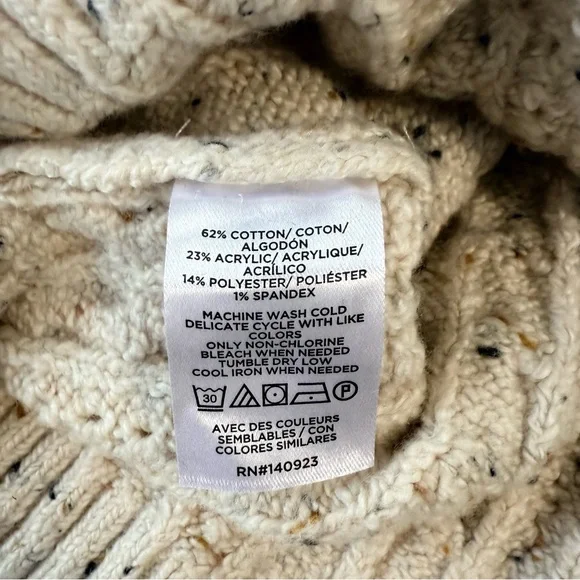 62% COTTON/ COTON/
ALGODÓN
23% ACRYLIC/ ACRYLIQUE/
ACRÍLICO
14% POLYESTER/ POLIÉSTER
1% SPANDEX
MACHINE WASH COLD
DELICATE CYCLE WITH LIKE
COLORS
ONLY NON-CHLORINE
BLEACH WHEN NEEDED
TUMBLE DRY LOW
COOL IRON WHEN NEEDED
30 P
AVEC DES COULEURS
SEMBLABLES / CON
COLORES SIMILARES
RN#140923